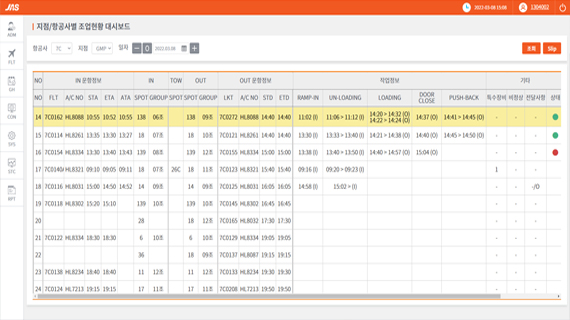 JAS
2022-03-08 15:08
1304003
ADM
FLT
GH
CON
SVS
STC
RPT
지점/항공사별 조업현황 대시보드
항공사 7C 지점 GMP 일자 2022.03.08 조회 Slip
NO IN 운항정보 IN TOW OUT OUT 운항정보 작업정보 기타
NO FLT A/C NO STA ETA ATA SPOT GROUP SPOT SPOT GROUP LKT A/C NO STD ETD RAMP-IN UN-LOADING LOADING DOOR CLOSE PUSH-BACK 특수장비 비정상 전달사항 상태
14 7C0162 HL8088 10:55 10:52 10:55 138 06조 138 09조 7C0272 HL8088 14:40 14:40 11:02 (I) 11:06 > 11:12 (I) 14:20 > 14:32 (O) 14:22 > 14:24 (O) 14:37 (O) 14:41 > 14:45 (O) - - -
15 7C0114 HL8261 13:35 13:30 13:27 18 07조 18 10조 7C0121 HL8261 14:40 14:40 13:30 (I) 13:33 > 13:40 (I) 14:21 > 14:38 (O) 14:40 (O) 14:45 > 14:50 (O) - - -
16 7C0154 HL8334 13:30 13:40 13:43 139 08조 139 08조 7C0155 HL8334 15:00 15:00 13:38 (I) 13:40 > 13:50 (I) 14:40 > 14:57 (O) 15:04 (O) - - -
17 7C0140 HL8321 09:10 09:05 09:11 18 07조 26C 18 11조 7C0123 HL8321 15:40 15:40 09:16 (I) 09:20 > 09:23 (I) 1 - -
18 7C0116 HL8031 15:00 14:50 14:52 14 09조 14 09조 7C0125 HL8031 16:05 16:05 14:58 (I) 15:02 > (I) - - -/O
19 7C0118 HL8302 15:20 15:10 139 10조 139 10조 7C0145 HL8302 16:45 16:45 - - -
20 28 18 12조 7C0165 HL8032 17:30 17:30 - - -
21 7C0122 HL8334 18:30 18:30 6 10조 6 10조 7C0129 HL8334 19:05 19:05 - - -
22 36 18 09조 7C0137 HL8087 19:15 19:15 - - -
23 7C0138 HL8234 18:40 18:40 11 12조 11 12조 7C0133 HL8234 19:30 19:30 - - -
24 7C0124 HL7213 19:15 19:15 17 11조 17 11조 7C0208 HL7213 19:50 19:50 - - -